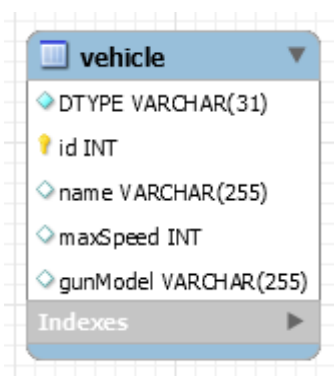 vehicle
DTYPE VARCHAR(31)
id INT
name VARCHAR(255)
maxSpeed INT
gunModel VARCHAR(255)
Indexes